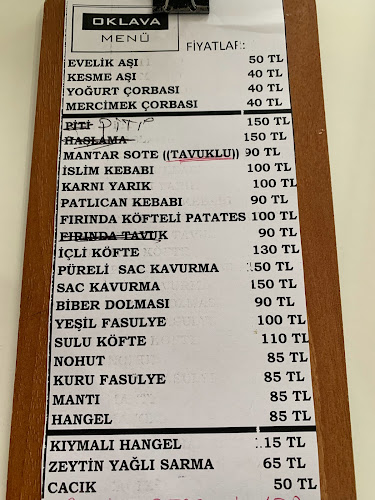 OKLAVA
MENÜ
FİYATLAR:
EVELİK AŞI 50 TL
KESME AŞI 40 TL
YOĞURT ÇORBASI 40 TL
MERCİMEK ÇORBASI 40 TL
PİTİ PİTİ 150 TL
HAŞLAMA 150 TL
MANTAR SOTE ((TAVUKLU)) 90 TL
İSLİM KEBABI 100 TL
KARNI YARIK 100 TL
PATLICAN KEBABI 90 TL
FIRINDA KÖFTELİ PATATES 100 TL
FIRINDA TAVUK 90 TL
İÇLİ KÖFTE 130 TL
PÜRELİ SAC KAVURMA 150 TL
SAC KAVURMA 150 TL
BİBER DOLMASI 90 TL
YEŞİL FASULYE 100 TL
SULU KÖFTE 110 TL
NOHUT 85 TL
KURU FASULYE 85 TL
MANTI 85 TL
HANGEL 85 TL
KIYMALI HANGEL 115 TL
ZEYTİN YAĞLI SARMA 65 TL
CACIK 50 TL